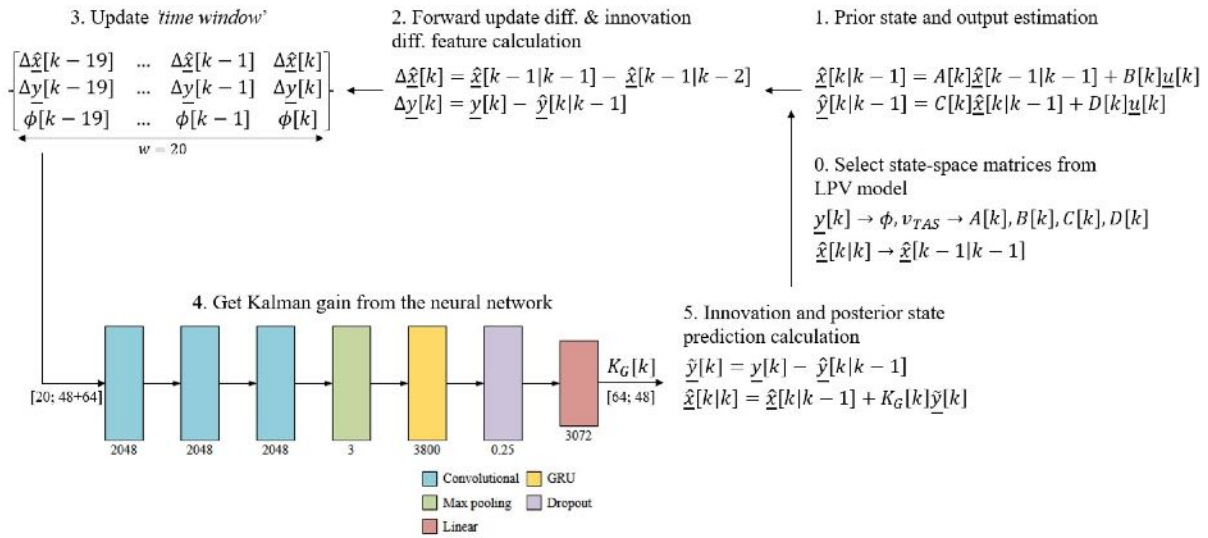 3. Update 'time window'
[Δx̂[k − 19] ... Δx̂[k − 1] Δx̂[k]
Δy[k − 19] ... Δy[k − 1] Δy[k]
ϕ[k − 19] ... ϕ[k − 1] ϕ[k]]
w = 20
2. Forward update diff. & innovation
diff. feature calculation
Δx̂[k] = x̂[k − 1|k − 1] − x̂[k − 1|k − 2]
Δy[k] = y[k] − ŷ[k|k − 1]
1. Prior state and output estimation
x̂[k|k − 1] = A[k]x̂[k − 1|k − 1] + B[k]u[k]
ŷ[k|k − 1] = C[k]x̂[k|k − 1] + D[k]u[k]
0. Select state-space matrices from
LPV model
y[k] → ϕ, v_TAS → A[k], B[k], C[k], D[k]
x̂[k|k] → x̂[k − 1|k − 1]
4. Get Kalman gain from the neural network
[20; 48+64]
2048
2048
2048
3
3800
0.25
3072
K_G[k]
[64; 48]
5. Innovation and posterior state
prediction calculation
ỹ[k] = y[k] − ŷ[k|k − 1]
x̂[k|k] = x̂[k|k − 1] + K_G[k]ỹ[k]
Convolutional
GRU
Max pooling
Dropout
Linear